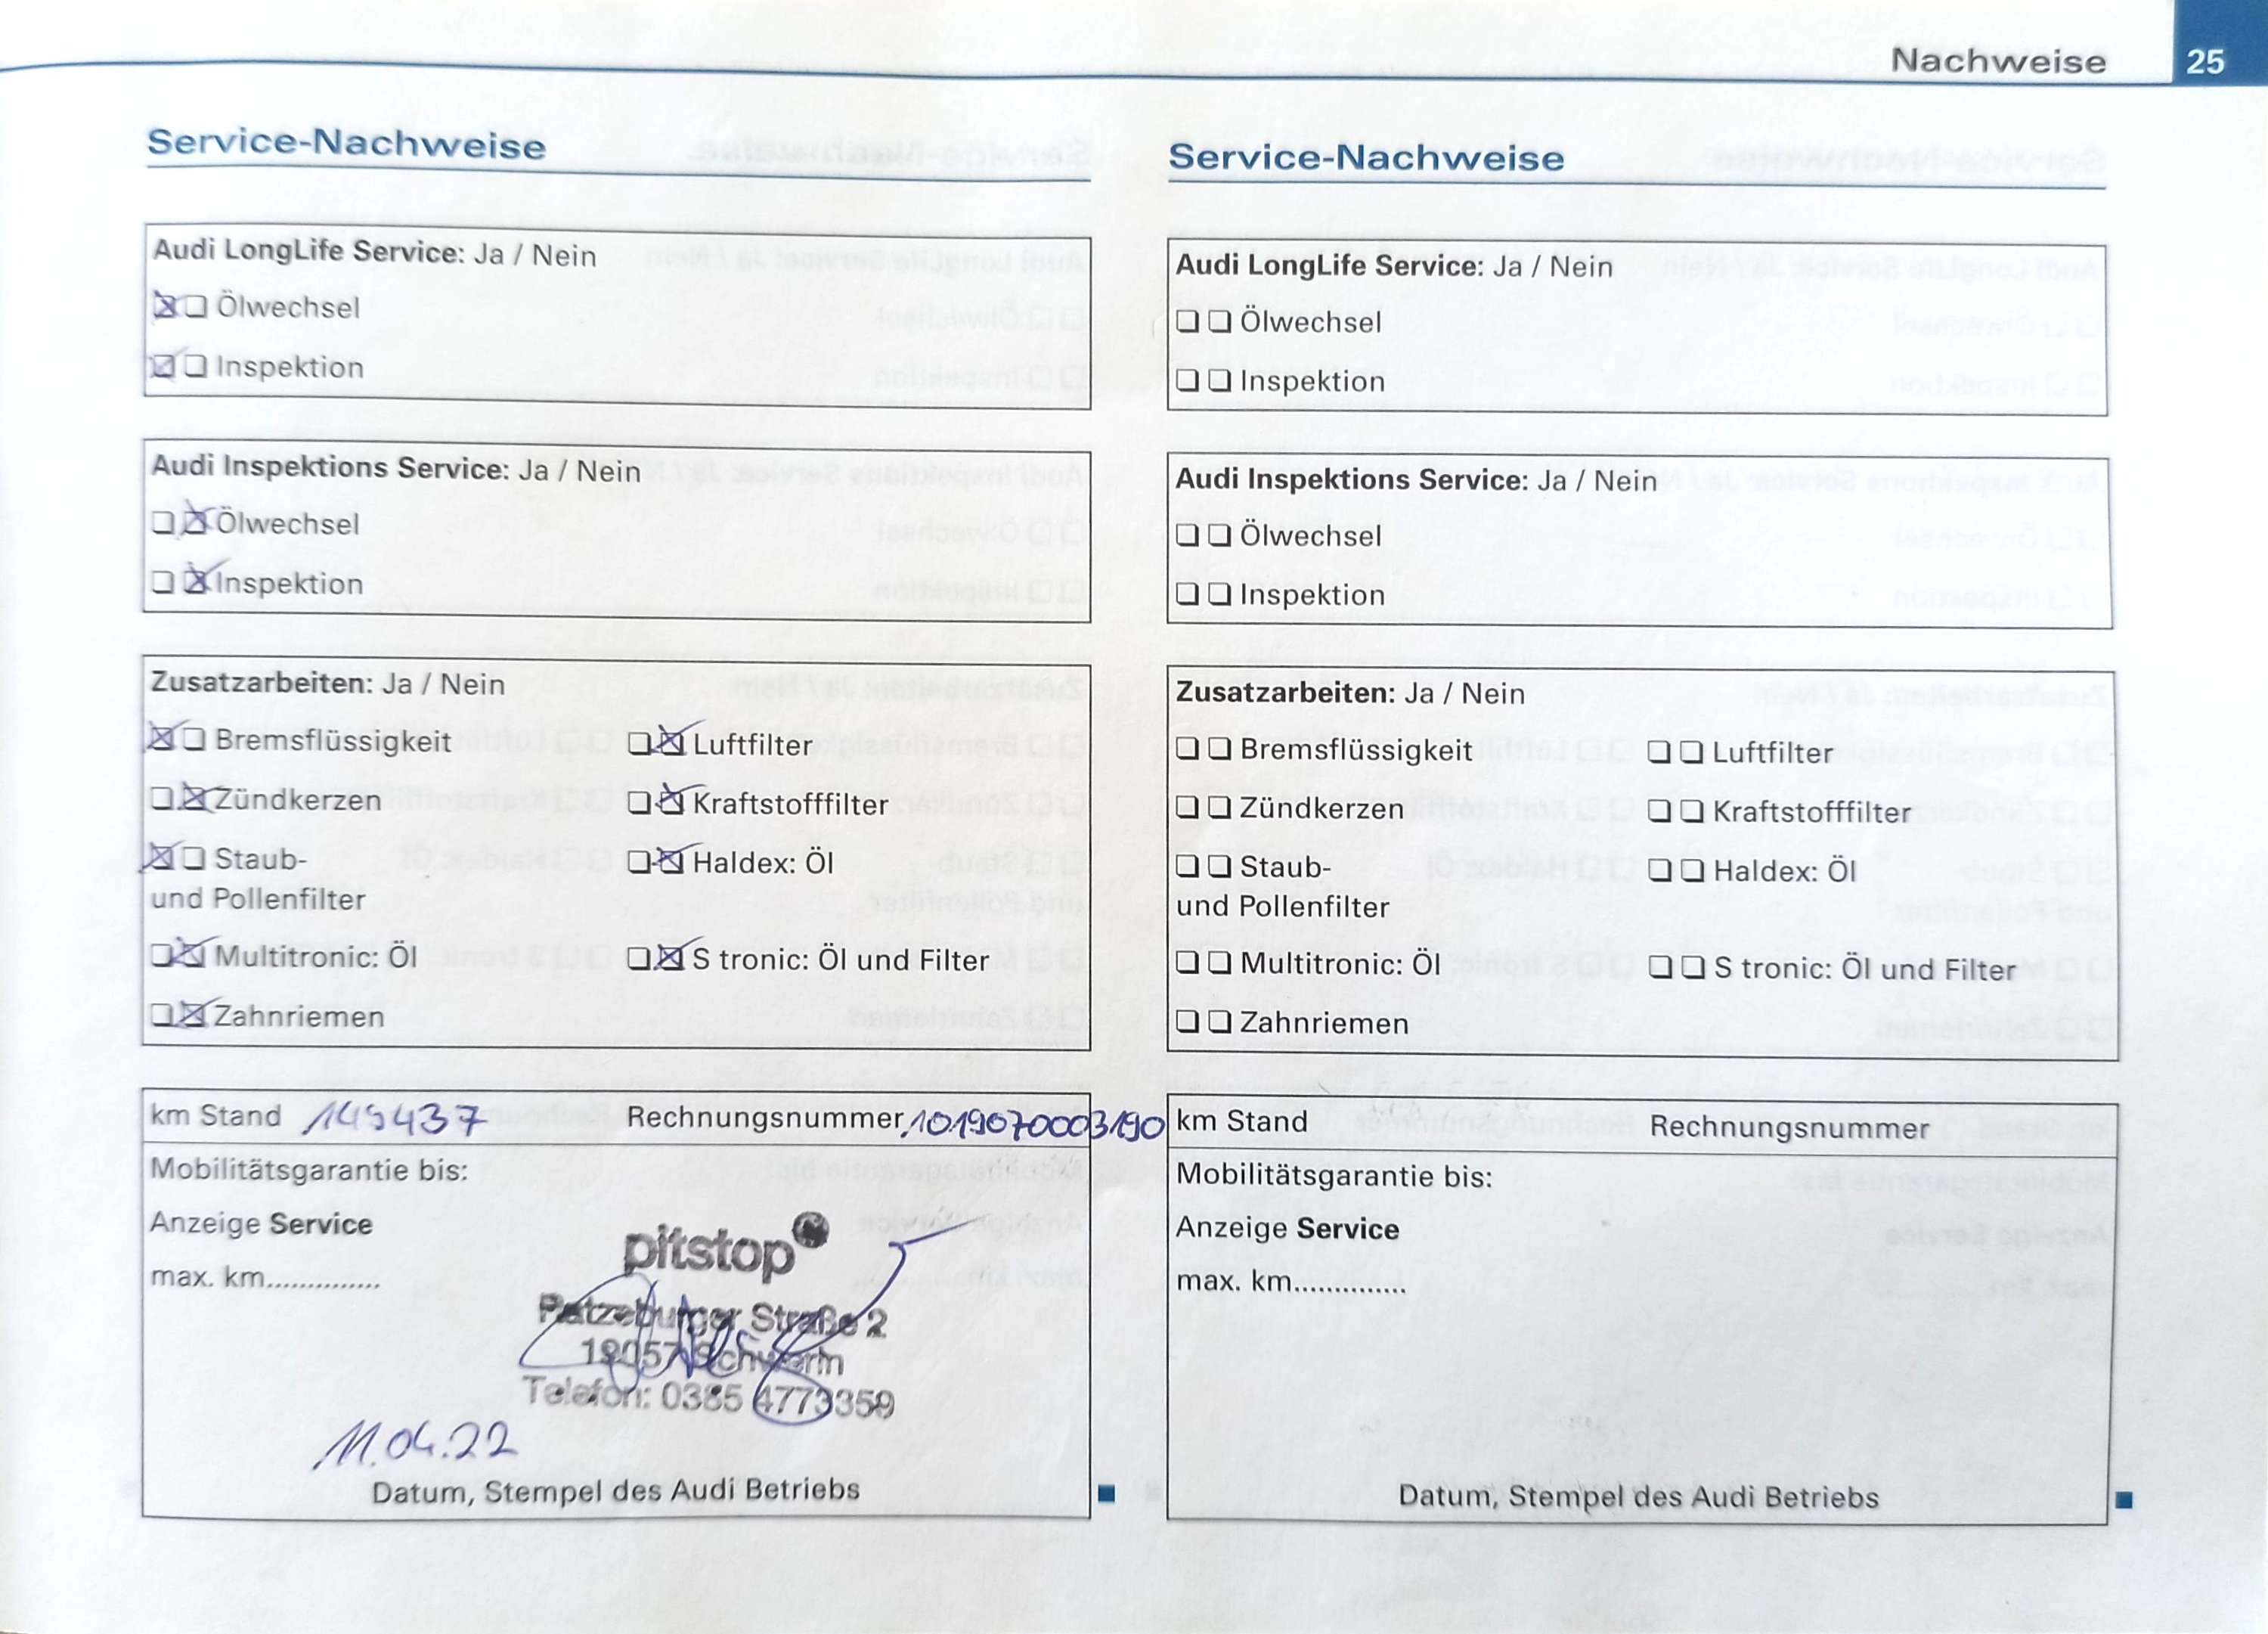 Nachweise 25
Service-Nachweise
Audi LongLife Service: Ja / Nein
☒ ☐ Ölwechsel
☒ ☐ Inspektion
Audi Inspektions Service: Ja / Nein
☐ ☒ Ölwechsel
☐ ☒ Inspektion
Zusatzarbeiten: Ja / Nein
☒ ☐ Bremsflüssigkeit ☐ ☒ Luftfilter
☐ ☒ Zündkerzen ☐ ☒ Kraftstofffilter
☒ ☐ Staub- ☐ ☒ Haldex: Öl
und Pollenfilter
☐ ☒ Multitronic: Öl ☐ ☒ S tronic: Öl und Filter
☐ ☒ Zahnriemen
km Stand 145437 Rechnungsnummer 1019070003190
Mobilitätsgarantie bis:
Anzeige Service
max. km..............
pitstop
Ratzeburger Straße 2
19057 Schwerin
Telefon: 0385 4773359
11.04.22
Datum, Stempel des Audi Betriebs
Service-Nachweise
Audi LongLife Service: Ja / Nein
☐ ☐ Ölwechsel
☐ ☐ Inspektion
Audi Inspektions Service: Ja / Nein
☐ ☐ Ölwechsel
☐ ☐ Inspektion
Zusatzarbeiten: Ja / Nein
☐ ☐ Bremsflüssigkeit ☐ ☐ Luftfilter
☐ ☐ Zündkerzen ☐ ☐ Kraftstofffilter
☐ ☐ Staub- ☐ ☐ Haldex: Öl
und Pollenfilter
☐ ☐ Multitronic: Öl ☐ ☐ S tronic: Öl und Filter
☐ ☐ Zahnriemen
km Stand Rechnungsnummer
Mobilitätsgarantie bis:
Anzeige Service
max. km..............
Datum, Stempel des Audi Betriebs